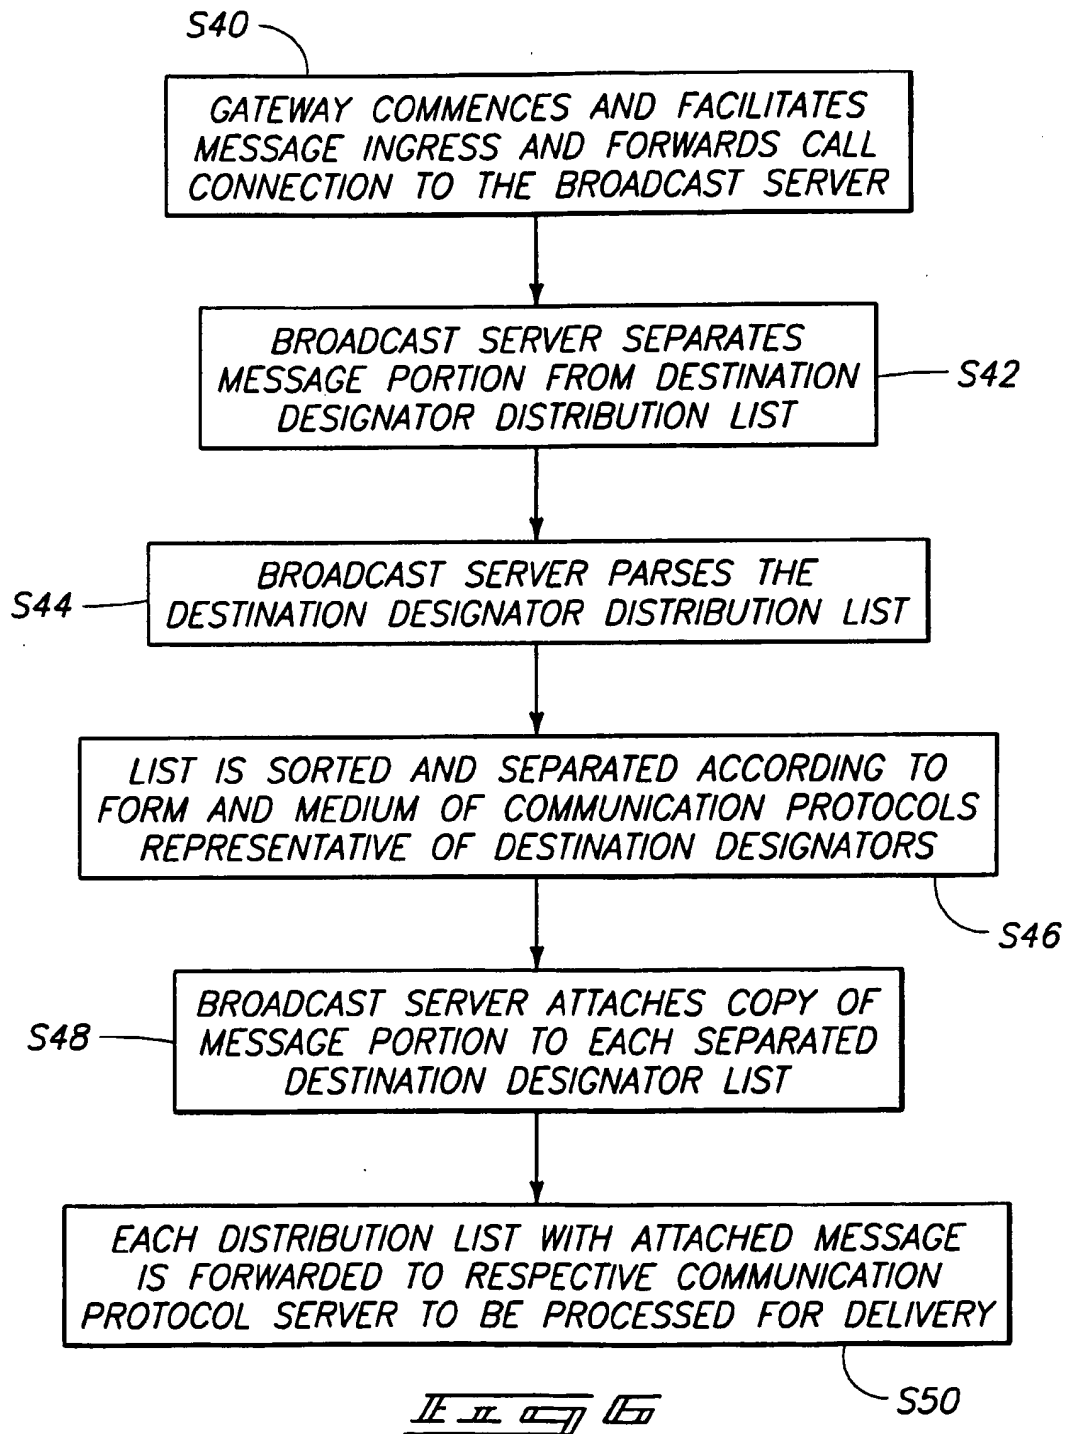 S40
GATEWAY COMMENCES AND FACILITATES
MESSAGE INGRESS AND FORWARDS CALL
CONNECTION TO THE BROADCAST SERVER
BROADCAST SERVER SEPARATES
MESSAGE PORTION FROM DESTINATION
DESIGNATOR DISTRIBUTION LIST
S42
BROADCAST SERVER PARSES THE
DESTINATION DESIGNATOR DISTRIBUTION LIST
S44
LIST IS SORTED AND SEPARATED ACCORDING TO
FORM AND MEDIUM OF COMMUNICATION PROTOCOLS
REPRESENTATIVE OF DESTINATION DESIGNATORS
S46
BROADCAST SERVER ATTACHES COPY OF
MESSAGE PORTION TO EACH SEPARATED
DESTINATION DESIGNATOR LIST
S48
EACH DISTRIBUTION LIST WITH ATTACHED MESSAGE
IS FORWARDED TO RESPECTIVE COMMUNICATION
PROTOCOL SERVER TO BE PROCESSED FOR DELIVERY
S50
Fig 6